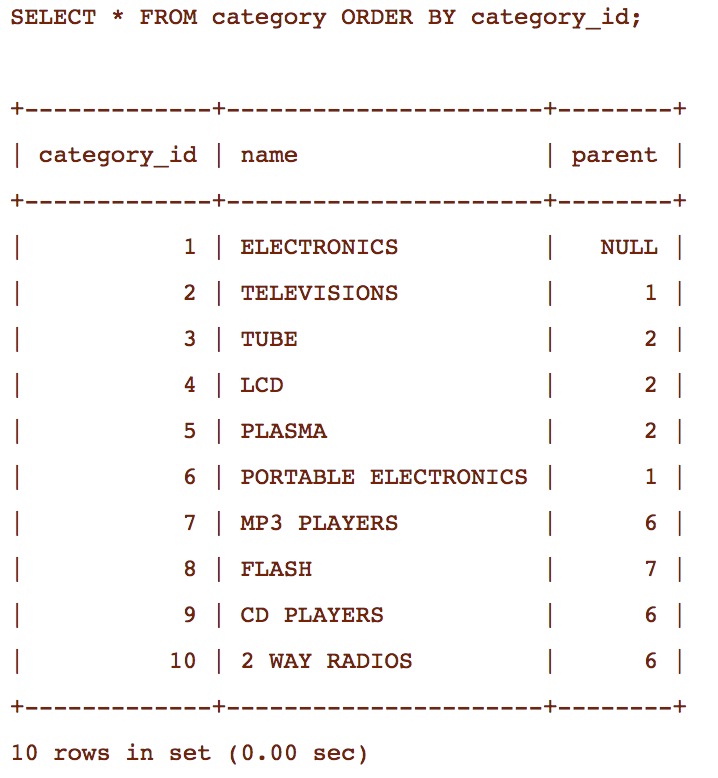 SELECT * FROM category ORDER BY category_id;
+-------------+----------------------+--------+
| category_id | name                 | parent |
+-------------+----------------------+--------+
|           1 | ELECTRONICS          |   NULL |
|           2 | TELEVISIONS          |      1 |
|           3 | TUBE                 |      2 |
|           4 | LCD                  |      2 |
|           5 | PLASMA               |      2 |
|           6 | PORTABLE ELECTRONICS |      1 |
|           7 | MP3 PLAYERS          |      6 |
|           8 | FLASH                |      7 |
|           9 | CD PLAYERS           |      6 |
|          10 | 2 WAY RADIOS         |      6 |
+-------------+----------------------+--------+
10 rows in set (0.00 sec)